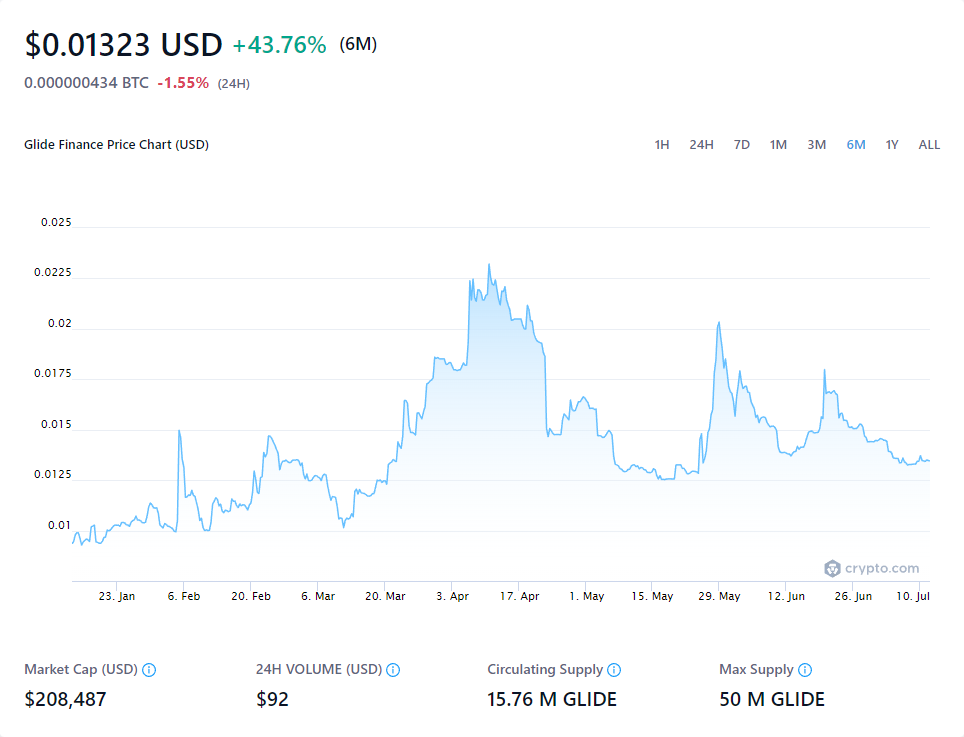 $0.01323 USD +43.76% (6M)
0.000000434 BTC -1.55% (24H)
Glide Finance Price Chart (USD) 1H 24H 7D 1M 3M 6M 1Y ALL
0.025
0.0225
0.02
0.0175
0.015
0.0125
0.01
crypto.com
23. Jan 6. Feb 20. Feb 6. Mar 20. Mar 3. Apr 17. Apr 1. May 15. May 29. May 12. Jun 26. Jun 10. Jul
Market Cap (USD) 24H VOLUME (USD) Circulating Supply Max Supply
$208,487 $92 15.76 M GLIDE 50 M GLIDE